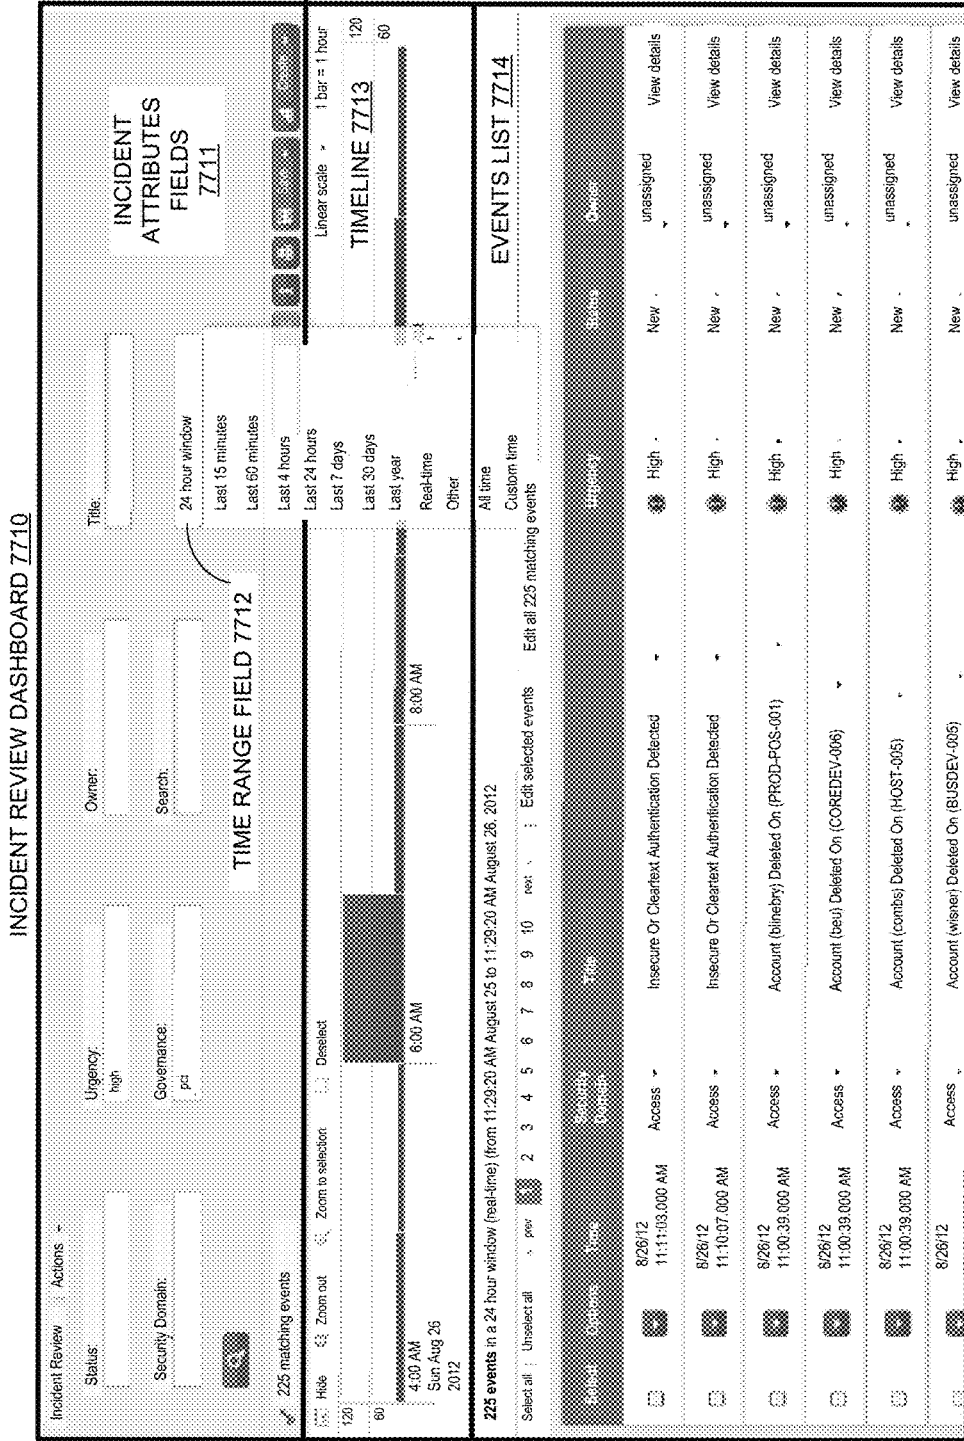 INCIDENT REVIEW DASHBOARD 7710
Incident Review Actions
Status:
Urgency:
high
Owner:
Title:
Security Domain:
Governance:
pci
Search:
24 hour window
Last 15 minutes
Last 60 minutes
Last 4 hours
Last 24 hours
Last 7 days
Last 30 days
Last year
Real-time
Other
All time
Custom time
INCIDENT
ATTRIBUTES
FIELDS
7711
TIME RANGE FIELD 7712
225 matching events
Hide Zoom out Zoom to selection Deselect
Linear scale 1 bar = 1 hour
120
60
120
60
TIMELINE 7713
4:00 AM
Sun Aug 26
2012
6:00 AM
8:00 AM
225 events in a 24 hour window (real-time) (from 11:29:20 AM August 25 to 11:29:20 AM August 26, 2012
EVENTS LIST 7714
Select all Unselect all prev 1 2 3 4 5 6 7 8 9 10 next Edit selected events Edit all 225 matching events
Select Options Time Security Domain Title Urgency Status Owner
8/26/12
11:11:03.000 AM Access Insecure Or Cleartext Authentication Detected High New unassigned View details
8/26/12
11:10:07.000 AM Access Insecure Or Cleartext Authentication Detected High New unassigned View details
8/26/12
11:00:39.000 AM Access Account (blinebry) Deleted On (PROD-POS-001) High New unassigned View details
8/26/12
11:00:39.000 AM Access Account (beu) Deleted On (COREDEV-006) High New unassigned View details
8/26/12
11:00:39.000 AM Access Account (combs) Deleted On (HOST-005) High New unassigned View details
8/26/12
Access Account (wisner) Deleted On (BUSDEV-005) High New unassigned View details